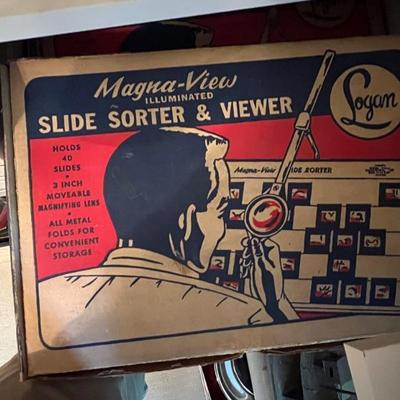 Magna-View
ILLUMINATED
SLIDE SORTER & VIEWER
Logan
HOLDS
40
SLIDES
•
3 INCH
MOVEABLE
MAGNIFYING LENS
•
ALL METAL
FOLDS FOR
CONVENIENT
STORAGE
Magna-View IDE SORTER